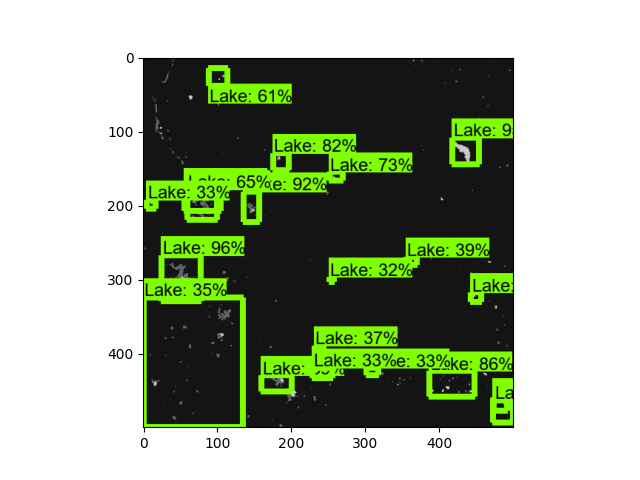 0
Lake: 61%
100
Lake: 9
Lake: 82%
Lake: 73%
Lake: 65%
e: 92%
Lake: 33%
200
Lake: 96%
Lake: 39%
Lake: 32%
300
Lake: 35%
Lake:
Lake: 37%
400
Lake: 33%
e: 33%
ke: 86%
Lake:
La
0
100
200
300
400